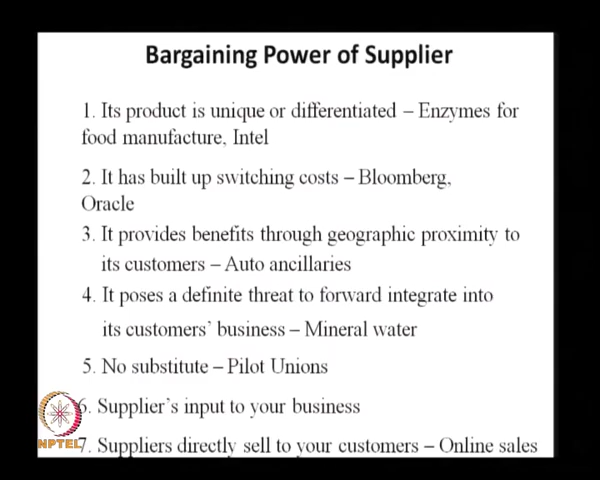 Bargaining Power of Supplier
1. Its product is unique or differentiated – Enzymes for
food manufacture, Intel
2. It has built up switching costs – Bloomberg,
Oracle
3. It provides benefits through geographic proximity to
its customers – Auto ancillaries
4. It poses a definite threat to forward integrate into
its customers' business – Mineral water
5. No substitute – Pilot Unions
6. Supplier's input to your business
7. Suppliers directly sell to your customers – Online sales
NPTEL